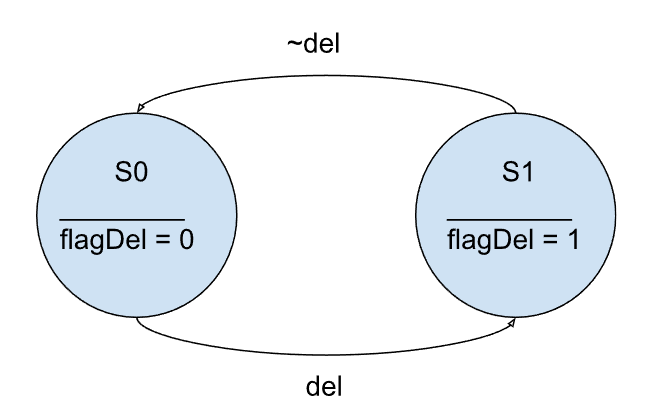 ~del
S0
S1
flagDel = 0
flagDel = 1
del